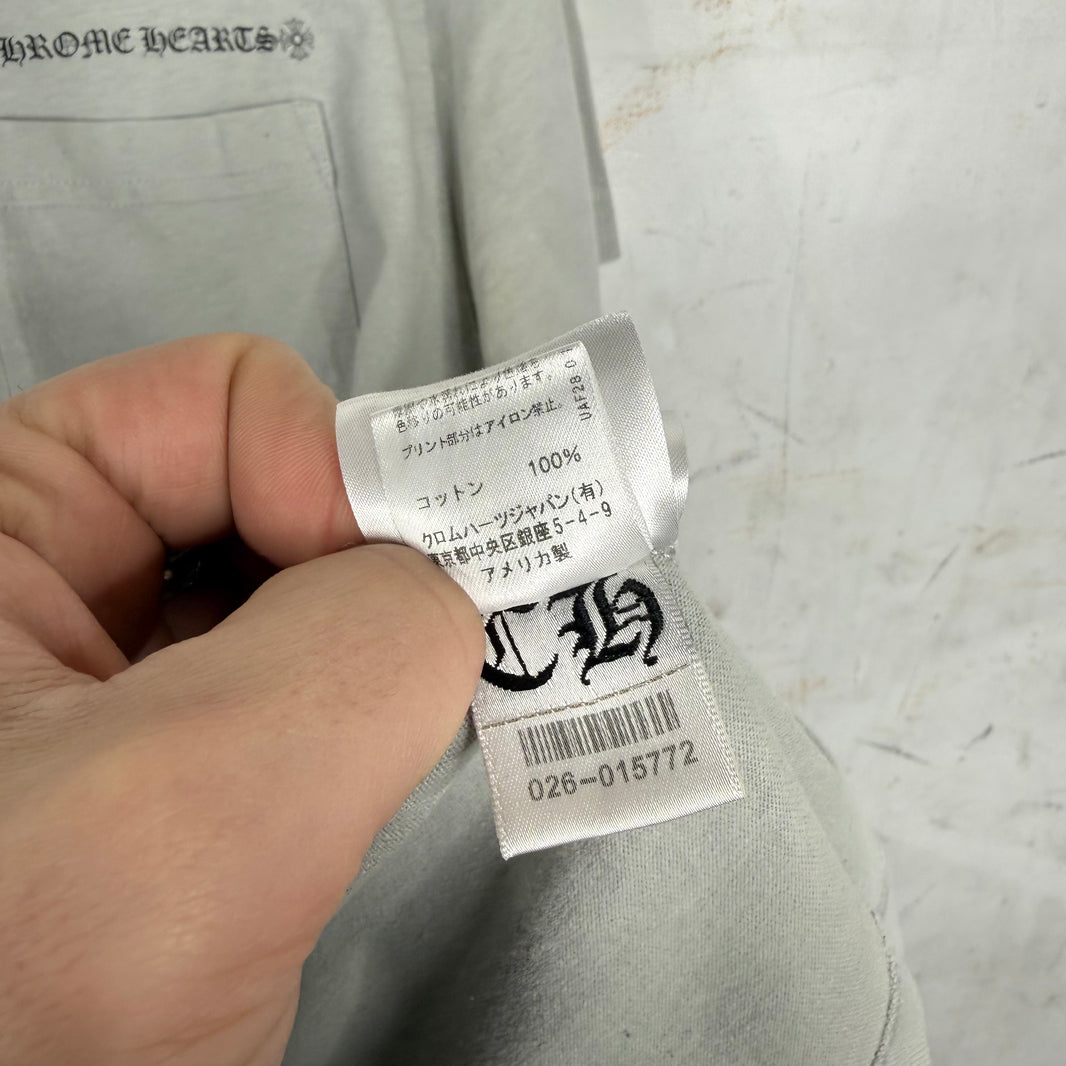 HROME HEARTS
色移りの可能性があります。
プリント部分はアイロン禁止。
UAF28 0
コットン 100%
クロムハーツジャパン(有)
東京都中央区銀座5-4-9
アメリカ製
CH
026-015772